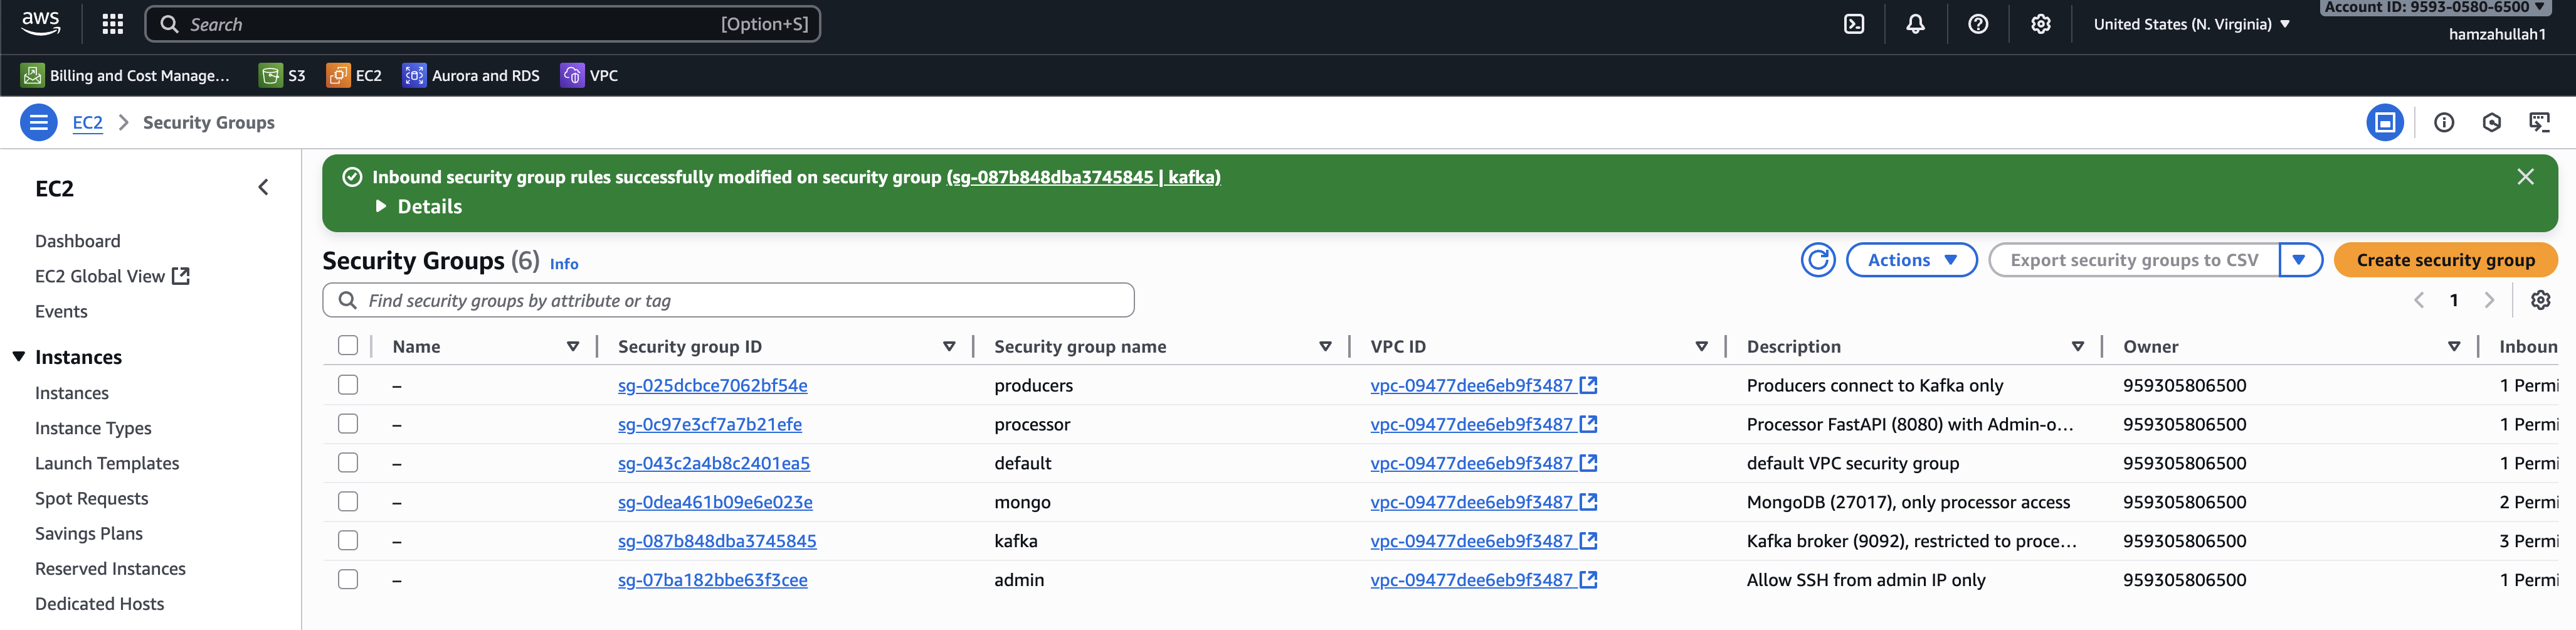 aws
Search [Option+S]
United States (N. Virginia)
Account ID: 9593-0580-6500
hamzahullah1
Billing and Cost Manage... S3 EC2 Aurora and RDS VPC
EC2 > Security Groups
EC2
Dashboard
EC2 Global View
Events
Instances
Instances
Instance Types
Launch Templates
Spot Requests
Savings Plans
Reserved Instances
Dedicated Hosts
Inbound security group rules successfully modified on security group (sg-087b848dba3745845 | kafka)
Details
Security Groups (6) Info
Actions Export security groups to CSV Create security group
Find security groups by attribute or tag
1
Name Security group ID Security group name VPC ID Description Owner Inboun
– sg-025dcbce7062bf54e producers vpc-09477dee6eb9f3487 Producers connect to Kafka only 959305806500 1 Permi
– sg-0c97e3cf7a7b21efe processor vpc-09477dee6eb9f3487 Processor FastAPI (8080) with Admin-o... 959305806500 1 Permi
– sg-043c2a4b8c2401ea5 default vpc-09477dee6eb9f3487 default VPC security group 959305806500 1 Permi
– sg-0dea461b09e6e023e mongo vpc-09477dee6eb9f3487 MongoDB (27017), only processor access 959305806500 2 Permi
– sg-087b848dba3745845 kafka vpc-09477dee6eb9f3487 Kafka broker (9092), restricted to proce... 959305806500 3 Permi
– sg-07ba182bbe63f3cee admin vpc-09477dee6eb9f3487 Allow SSH from admin IP only 959305806500 1 Permi